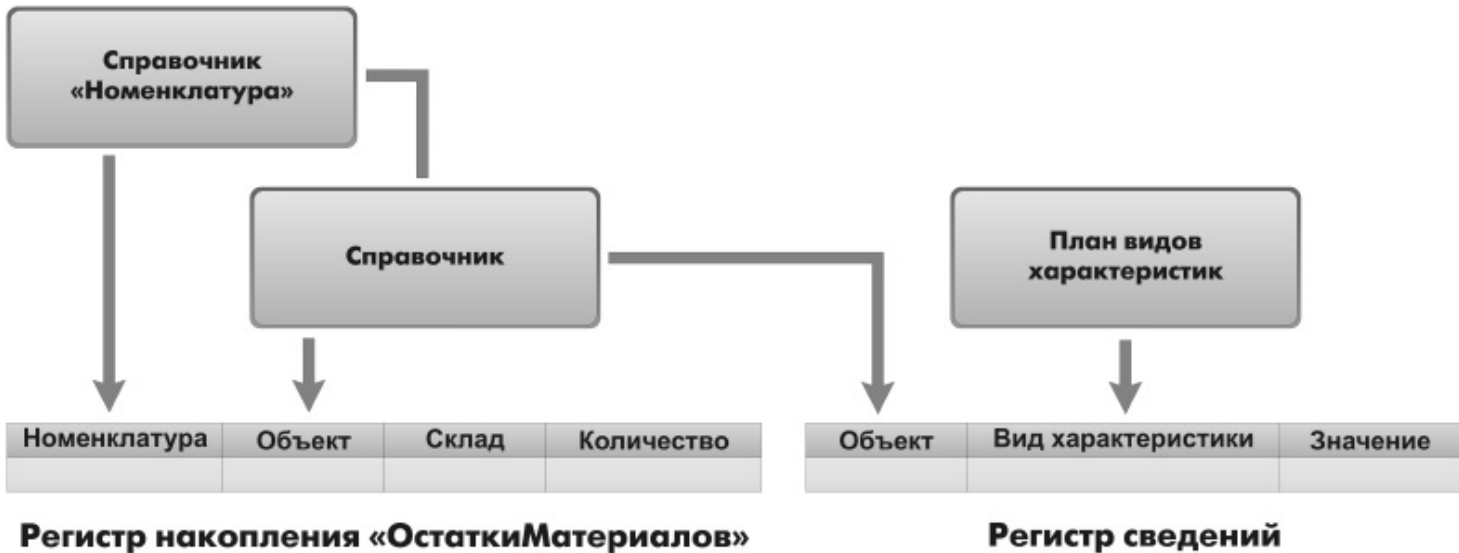 Справочник
«Номенклатура»
Справочник
План видов
характеристик
Номенклатура Объект Склад Количество
Объект Вид характеристики Значение
Регистр накопления «ОстаткиМатериалов»
Регистр сведений